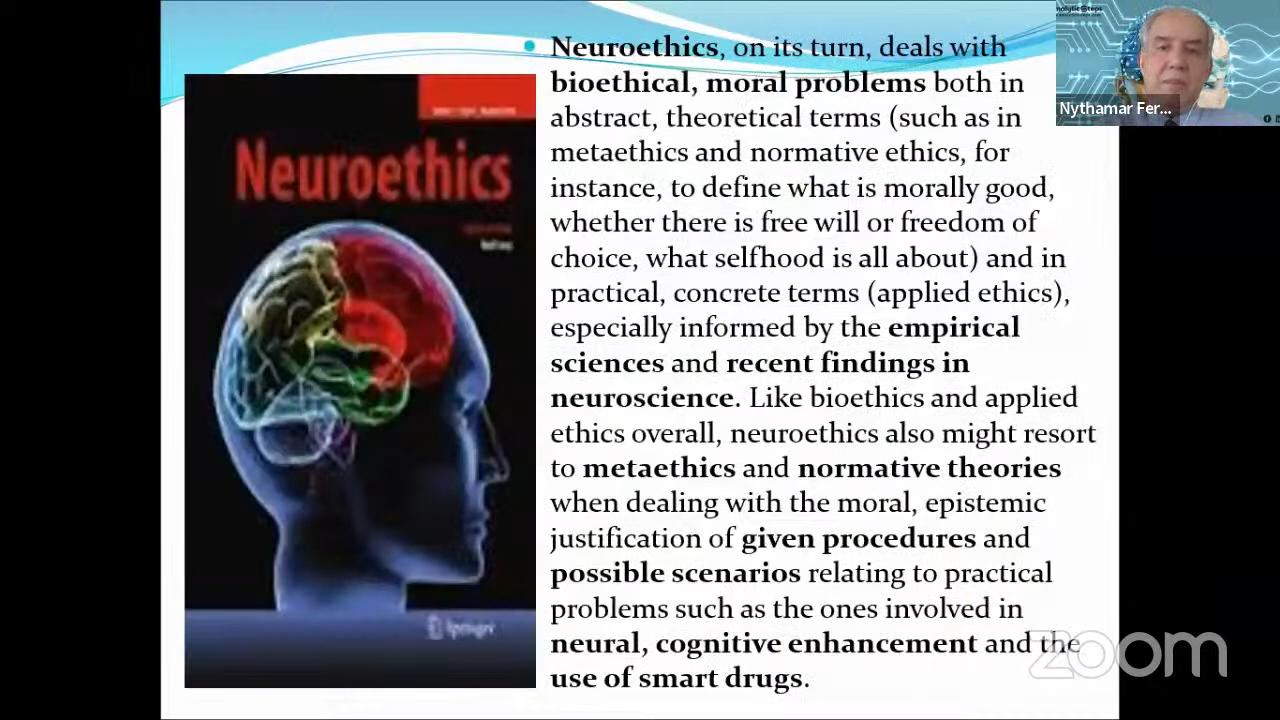 Neuroethics, on its turn, deals with
bioethical, moral problems both in
abstract, theoretical terms (such as in
metaethics and normative ethics, for
instance, to define what is morally good,
whether there is free will or freedom of
choice, what selfhood is all about) and in
practical, concrete terms (applied ethics),
especially informed by the empirical
sciences and recent findings in
neuroscience. Like bioethics and applied
ethics overall, neuroethics also might resort
to metaethics and normative theories
when dealing with the moral, epistemic
justification of given procedures and
possible scenarios relating to practical
problems such as the ones involved in
neural, cognitive enhancement and the
use of smart drugs.
Neuroethics
Springer
Nythamar Fer...
zoom